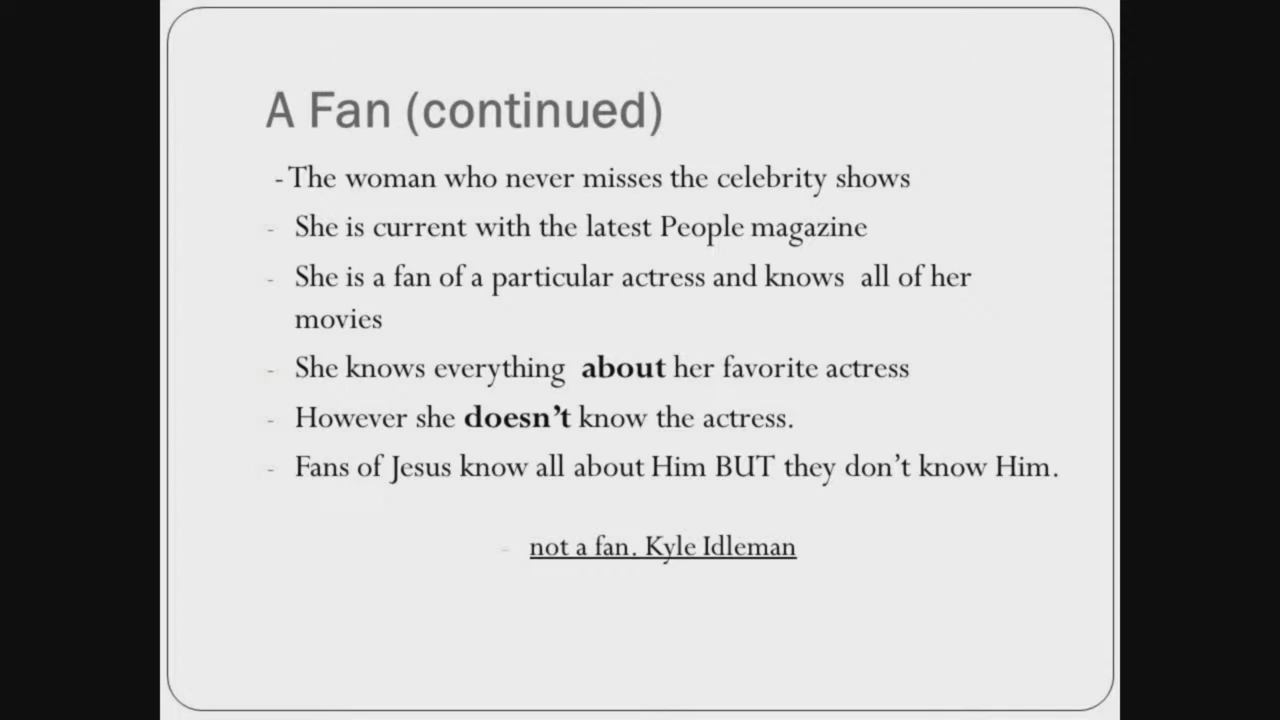 A Fan (continued)
-The woman who never misses the celebrity shows
- She is current with the latest People magazine
- She is a fan of a particular actress and knows  all of her
movies
- She knows everything  about her favorite actress
- However she doesn’t know the actress.
- Fans of Jesus know all about Him BUT they don’t know Him.
- not a fan. Kyle Idleman